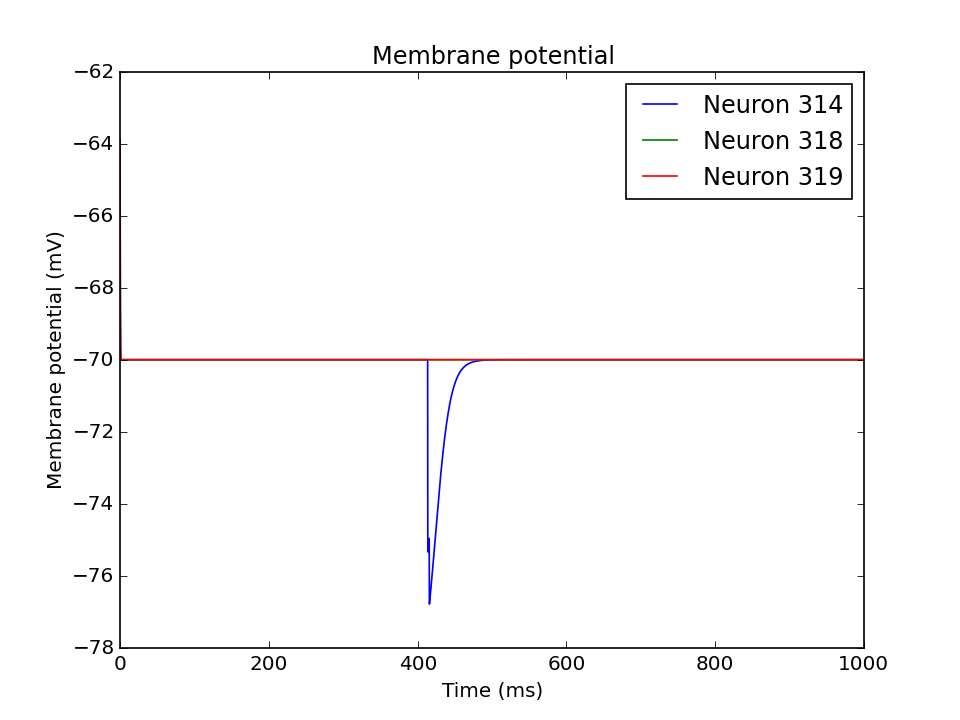 Membrane potential
−62
−64
−66
−68
−70
−72
−74
−76
−78
Membrane potential (mV)
Neuron 314
Neuron 318
Neuron 319
0 200 400 600 800 1000
Time (ms)